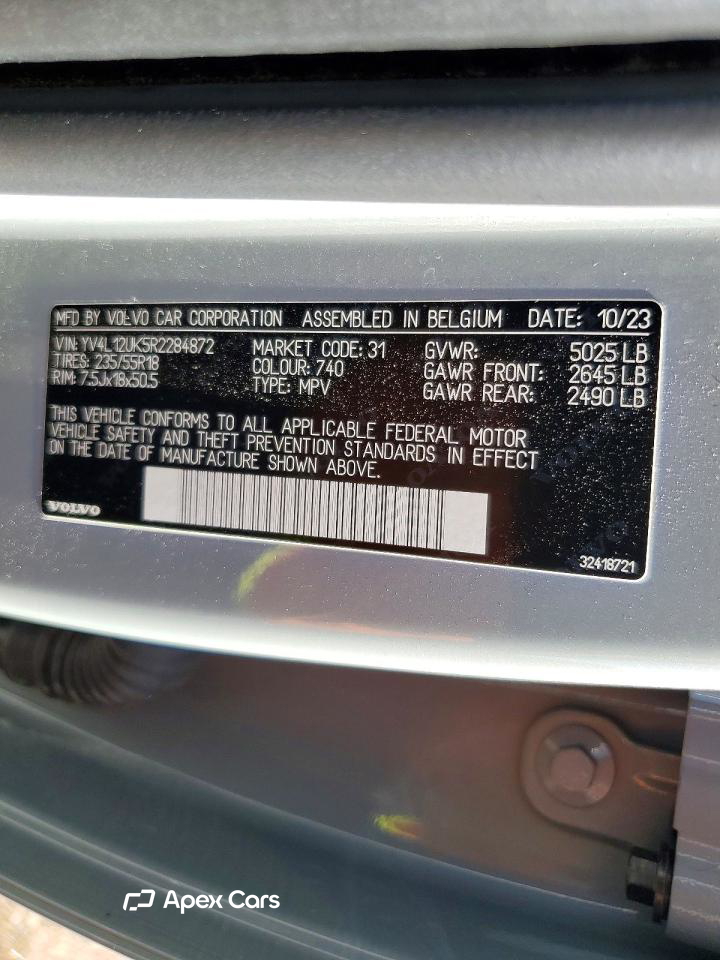 MFD BY VOLVO CAR CORPORATION ASSEMBLED IN BELGIUM DATE: 10/23
VIN: YV4L12UK5R2284872 MARKET CODE: 31 GVWR: 5025 LB
TIRES: 235/55R18 COLOUR: 740 GAWR FRONT: 2645 LB
RIM: 7.5Jx18x50.5 TYPE: MPV GAWR REAR: 2490 LB
THIS VEHICLE CONFORMS TO ALL APPLICABLE FEDERAL MOTOR
VEHICLE SAFETY AND THEFT PREVENTION STANDARDS IN EFFECT
ON THE DATE OF MANUFACTURE SHOWN ABOVE.
VOLVO
32418721
Apex Cars